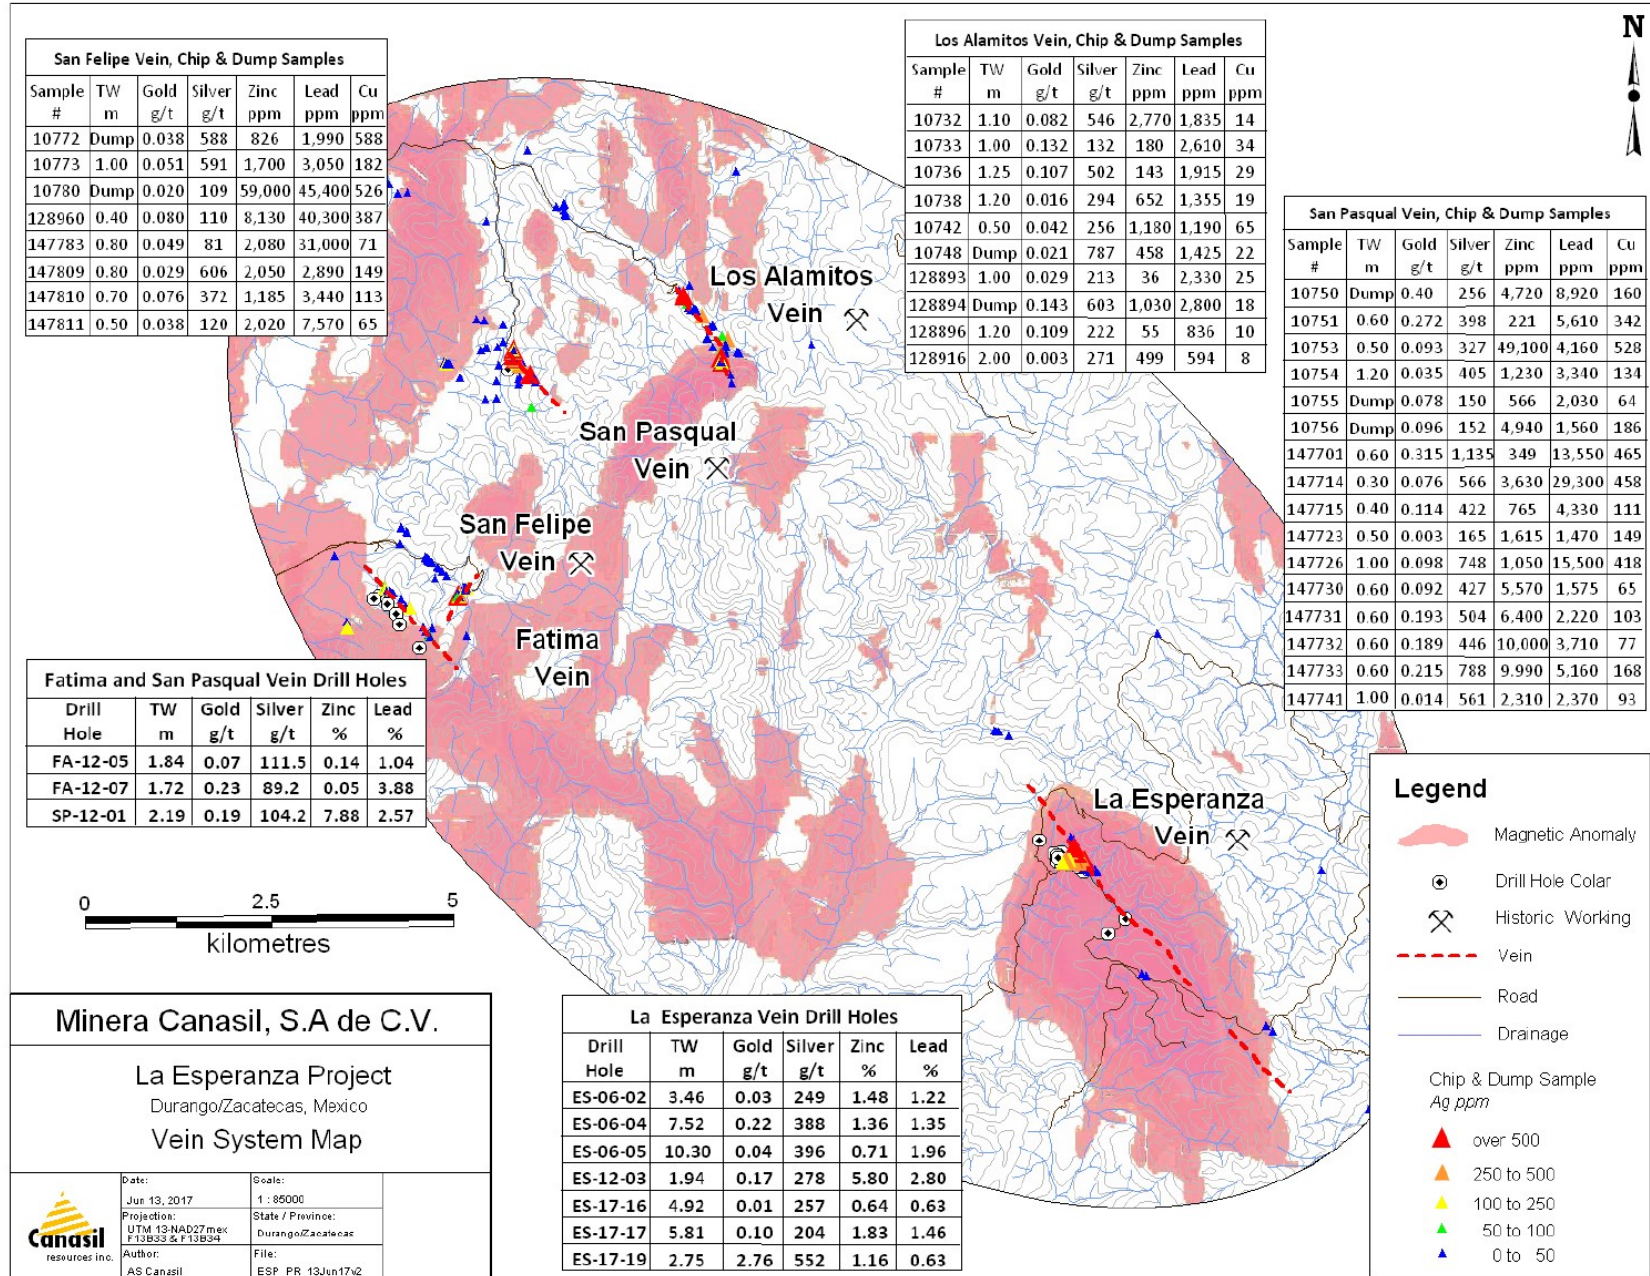 N
San Felipe Vein, Chip & Dump Samples
Sample # TW m Gold g/t Silver g/t Zinc ppm Lead ppm Cu ppm
10772 Dump 0.038 588 826 1,990 588
10773 1.00 0.051 591 1,700 3,050 182
10780 Dump 0.020 109 59,000 45,400 526
128960 0.40 0.080 110 8,130 40,300 387
147783 0.80 0.049 81 2,080 31,000 71
147809 0.80 0.029 606 2,050 2,890 149
147810 0.70 0.076 372 1,185 3,440 113
147811 0.50 0.038 120 2,020 7,570 65
Los Alamitos Vein, Chip & Dump Samples
Sample # TW m Gold g/t Silver g/t Zinc ppm Lead ppm Cu ppm
10732 1.10 0.082 546 2,770 1,835 14
10733 1.00 0.132 132 180 2,610 34
10736 1.25 0.107 502 143 1,915 29
10738 1.20 0.016 294 652 1,355 19
10742 0.50 0.042 256 1,180 1,190 65
10748 Dump 0.021 787 458 1,425 22
128893 1.00 0.029 213 36 2,330 25
128894 Dump 0.143 603 1,030 2,800 18
128896 1.20 0.109 222 55 836 10
128916 2.00 0.003 271 499 594 8
San Pasqual Vein, Chip & Dump Samples
Sample # TW m Gold g/t Silver g/t Zinc ppm Lead ppm Cu ppm
10750 Dump 0.40 256 4,720 8,920 160
10751 0.60 0.272 398 221 5,610 342
10753 0.50 0.093 327 49,100 4,160 528
10754 1.20 0.035 405 1,230 3,340 134
10755 Dump 0.078 150 566 2,030 64
10756 Dump 0.096 152 4,940 1,560 186
147701 0.60 0.315 1,135 349 13,550 465
147714 0.30 0.076 566 3,630 29,300 458
147715 0.40 0.114 422 765 4,330 111
147723 0.50 0.003 165 1,615 1,470 149
147726 1.00 0.098 748 1,050 15,500 418
147730 0.60 0.092 427 5,570 1,575 65
147731 0.60 0.193 504 6,400 2,220 103
147732 0.60 0.189 446 10,000 3,710 77
147733 0.60 0.215 788 9.990 5,160 168
147741 1.00 0.014 561 2,310 2,370 93
Los Alamitos
Vein
San Pasqual
Vein
San Felipe
Vein
Fatima
Vein
La Esperanza
Vein
Fatima and San Pasqual Vein Drill Holes
Drill Hole TW m Gold g/t Silver g/t Zinc % Lead %
FA-12-05 1.84 0.07 111.5 0.14 1.04
FA-12-07 1.72 0.23 89.2 0.05 3.88
SP-12-01 2.19 0.19 104.2 7.88 2.57
0 2.5 5
kilometres
La Esperanza Vein Drill Holes
Drill Hole TW m Gold g/t Silver g/t Zinc % Lead %
ES-06-02 3.46 0.03 249 1.48 1.22
ES-06-04 7.52 0.22 388 1.36 1.35
ES-06-05 10.30 0.04 396 0.71 1.96
ES-12-03 1.94 0.17 278 5.80 2.80
ES-17-16 4.92 0.01 257 0.64 0.63
ES-17-17 5.81 0.10 204 1.83 1.46
ES-17-19 2.75 2.76 552 1.16 0.63
Minera Canasil, S.A de C.V.
La Esperanza Project
Durango/Zacatecas, Mexico
Vein System Map
Canasil
resources inc.
Date:
Jun 13, 2017
Scale:
1 : 85000
Projection:
UTM 13-NAD27mex
F13B33 & F13B34
State / Province:
Durango/Zacatecas
Author:
AS Canasil
File:
ESP_PR_13Jun17v2
Legend
Magnetic Anomaly
Drill Hole Colar
Historic Working
Vein
Road
Drainage
Chip & Dump Sample
Ag ppm
over 500
250 to 500
100 to 250
50 to 100
0 to 50